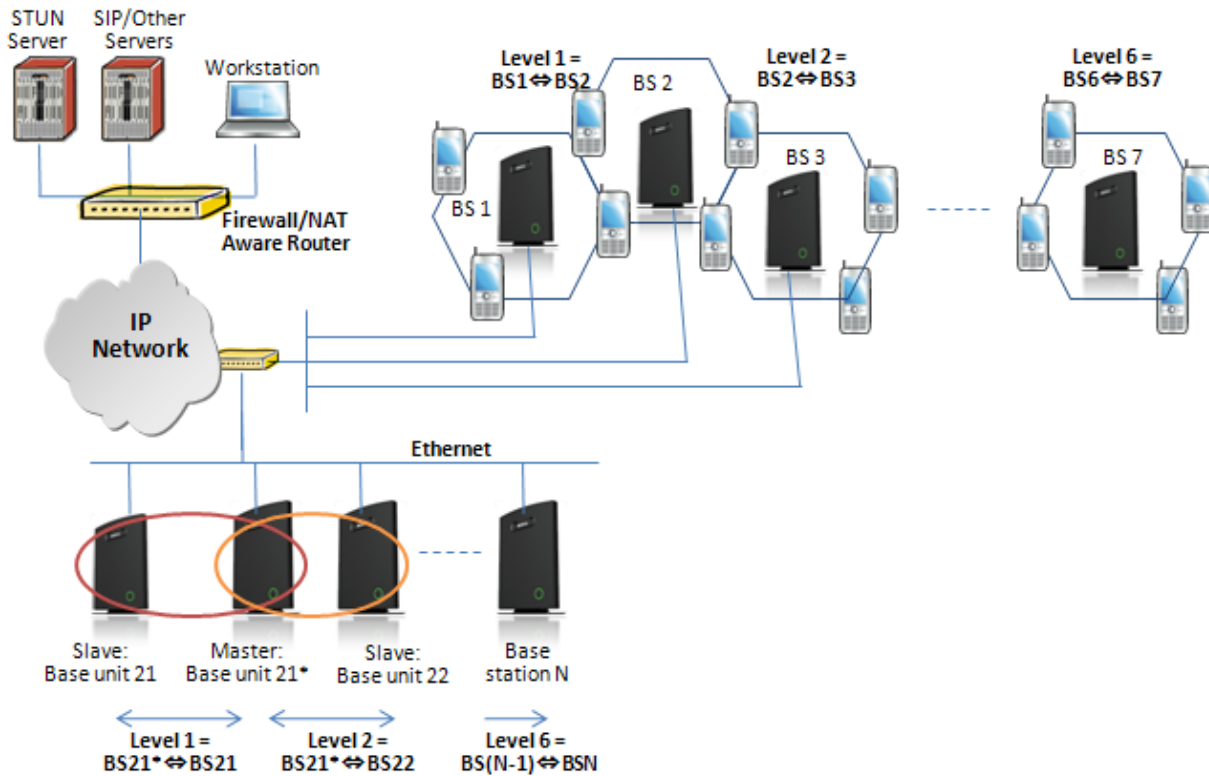 STUN
Server
SIP/Other
Servers
Workstation
Firewall/NAT
Aware Router
IP
Network
Level 1 =
BS1⇔BS2
BS 2
Level 2 =
BS2⇔BS3
Level 6 =
BS6⇔BS7
BS 1
BS 3
BS 7
Ethernet
Slave:
Base unit 21
Master:
Base unit 21*
Slave:
Base unit 22
Base
station N
Level 1 =
BS21*⇔BS21
Level 2 =
BS21*⇔BS22
Level 6 =
BS(N-1)⇔BSN